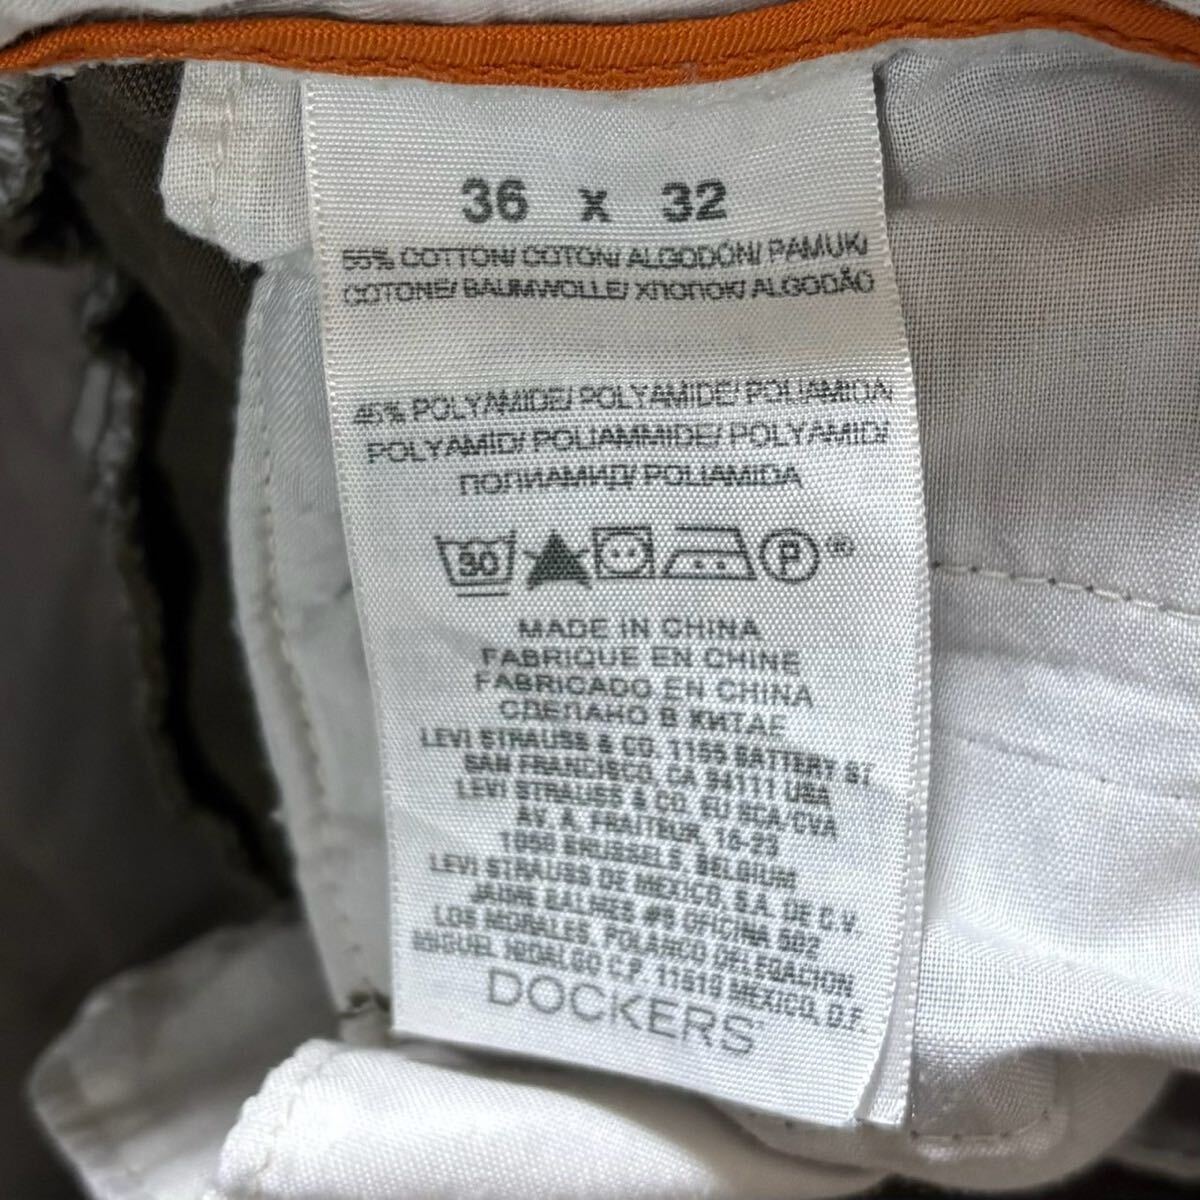 36 x 32
55% COTTON/ COTON/ ALGODÓN/ PAMUK/
COTONE/ BAUMWOLLE/ ХЛОПОК/ ALGODÃO
45% POLYAMIDE/ POLYAMIDE/ POLIAMIDA
POLYAMID/ POLIAMMIDE/ POLYAMID/
ПОЛИАМИД/ POLIAMIDA
30 P ®
MADE IN CHINA
FABRIQUE EN CHINE
FABRICADO EN CHINA
СДЕЛАНО В КИТАЕ
LEVI STRAUSS & CO. 1155 BATTERY ST.
SAN FRANCISCO, CA 94111 USA
LEVI STRAUSS & CO. EU SCA/CVA
AV. A. FRAITEUR, 15-23
1050 BRUSSELS, BELGIUM
LEVI STRAUSS DE MEXICO, S.A. DE C.V.
JAIME BALMES #8 OFICINA 602
LOS MORALES, POLANCO DELEGACION
MIGUEL HIDALGO C.P. 11510 MEXICO, D.F.
DOCKERS